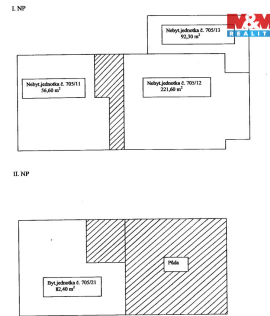 I. NP
M&M
REALITY
Nebyt.jednotka č. 705/13
92,30 m²
Nebyt.jednotka č. 705/11
56,60 m²
Nebyt.jednotka č. 705/12
221,60 m²
II. NP
Byt.jednotka č. 705/21
82,40 m²
Půda